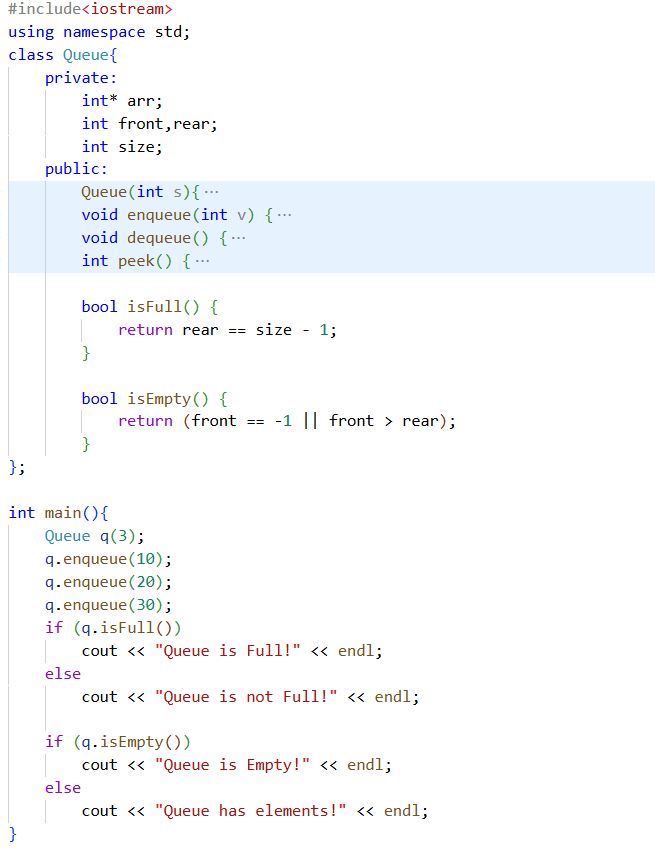 #include<iostream>
using namespace std;
class Queue{
    private:
        int* arr;
        int front,rear;
        int size;
    public:
        Queue(int s){ ···
        void enqueue(int v) { ···
        void dequeue() { ···
        int peek() { ···

        bool isFull() {
            return rear == size - 1;
        }

        bool isEmpty() {
            return (front == -1 || front > rear);
        }
};

int main(){
    Queue q(3);
    q.enqueue(10);
    q.enqueue(20);
    q.enqueue(30);
    if (q.isFull())
        cout << "Queue is Full!" << endl;
    else
        cout << "Queue is not Full!" << endl;

    if (q.isEmpty())
        cout << "Queue is Empty!" << endl;
    else
        cout << "Queue has elements!" << endl;
}